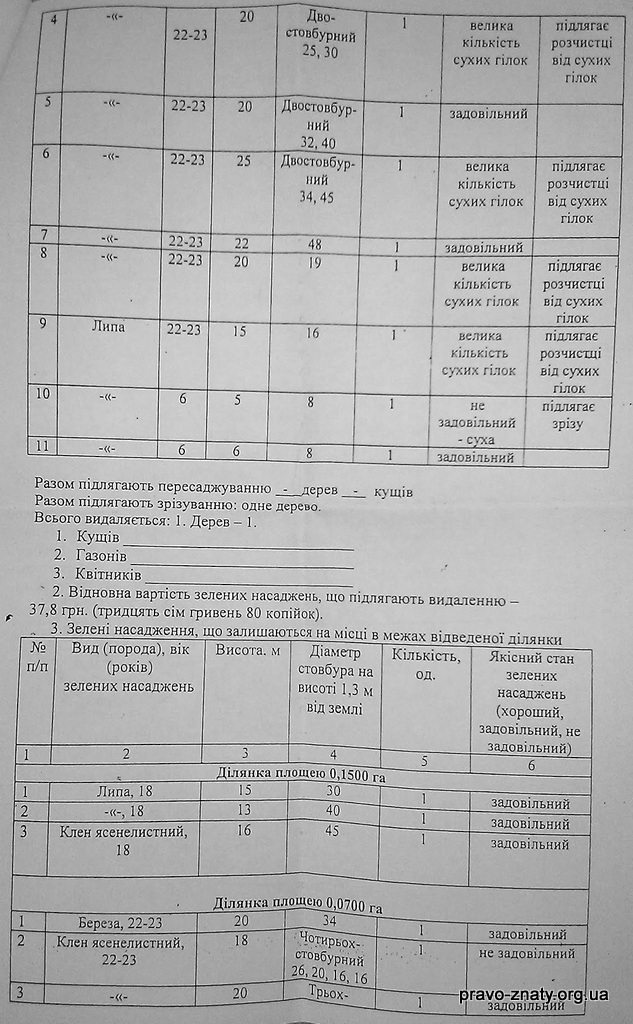 4 -«- 22-23 20 Дво- 1 велика підлягає
стовбурний кількість розчистці
25, 30 сухих гілок від сухих
гілок
5 -«- 22-23 20 Двостовбур- 1 задовільний
ний
32, 40
6 -«- 22-23 25 Двостовбур- 1 велика підлягає
ний кількість розчистці
34, 45 сухих гілок від сухих
гілок
7 -«- 22-23 22 48 1 задовільний
8 -«- 22-23 20 19 1 велика підлягає
кількість розчистці
сухих гілок від сухих
гілок
9 Липа 22-23 15 16 1 велика підлягає
кількість розчистці
сухих гілок від сухих
гілок
10 -«- 6 5 8 1 не підлягає
задовільний зрізу
- суха
11 -«- 6 6 8 1 задовільний
Разом підлягають пересаджуванню _-_ дерев _-_ кущів
Разом підлягають зрізуванню: одне дерево.
Всього видаляється: 1. Дерев – 1.
1. Кущів
2. Газонів
3. Квітників
2. Відновна вартість зелених насаджень, що підлягають видаленню –
37,8 грн. (тридцять сім гривень 80 копійок).
3. Зелені насадження, що залишаються на місці в межах відведеної ділянки
№ Вид (порода), вік Висота. м Діаметр Кількість, Якісний стан
п/п (років) стовбура на од. зелених
зелених насаджень висоті 1,3 м насаджень
від землі (хороший,
задовільний, не
задовільний)
1 2 3 4 5 6
Ділянка площею 0,1500 га
1 Липа, 18 15 30 1 задовільний
2 -«-, 18 13 40 1 задовільний
3 Клен ясенелистний, 16 45 1 задовільний
18
Ділянка площею 0,0700 га
1 Береза, 22-23 20 34 1 задовільний
2 Клен ясенелистний, 18 Чотирьох- 1 не задовільний
22-23 стовбурний
26, 20, 16, 16
3 -«- 20 Трьох- 1 задовільний
pravo-znaty.org.ua